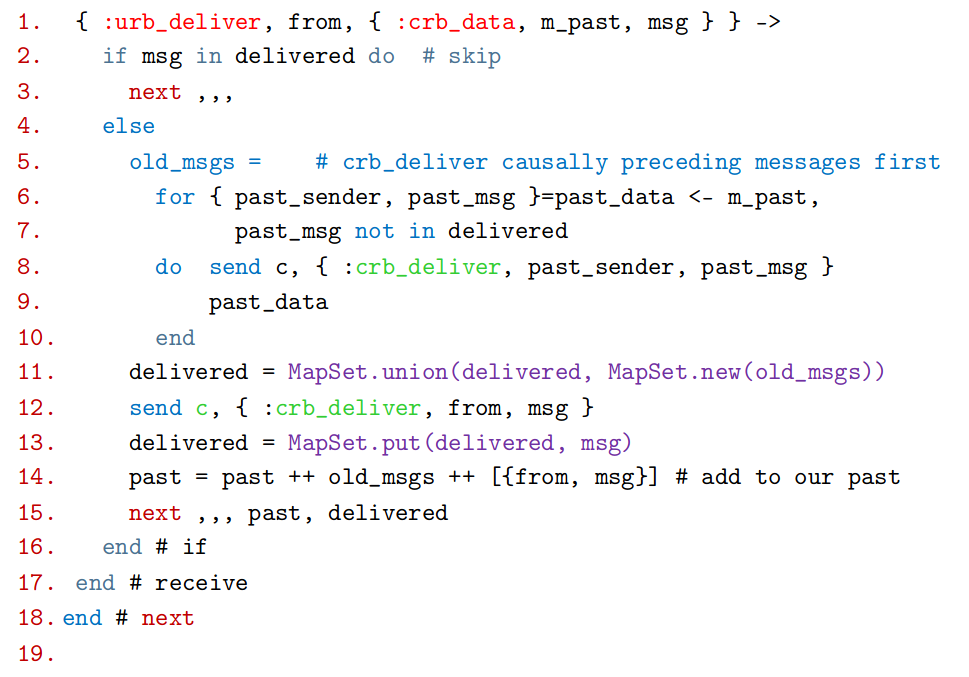 1. { :urb_deliver, from, { :crb_data, m_past, msg } } ->
2. if msg in delivered do # skip
3. next ,,,
4. else
5. old_msgs = # crb_deliver causally preceding messages first
6. for { past_sender, past_msg }=past_data <- m_past,
7. past_msg not in delivered
8. do send c, { :crb_deliver, past_sender, past_msg }
9. past_data
10. end
11. delivered = MapSet.union(delivered, MapSet.new(old_msgs))
12. send c, { :crb_deliver, from, msg }
13. delivered = MapSet.put(delivered, msg)
14. past = past ++ old_msgs ++ [{from, msg}] # add to our past
15. next ,,, past, delivered
16. end # if
17. end # receive
18. end # next
19.